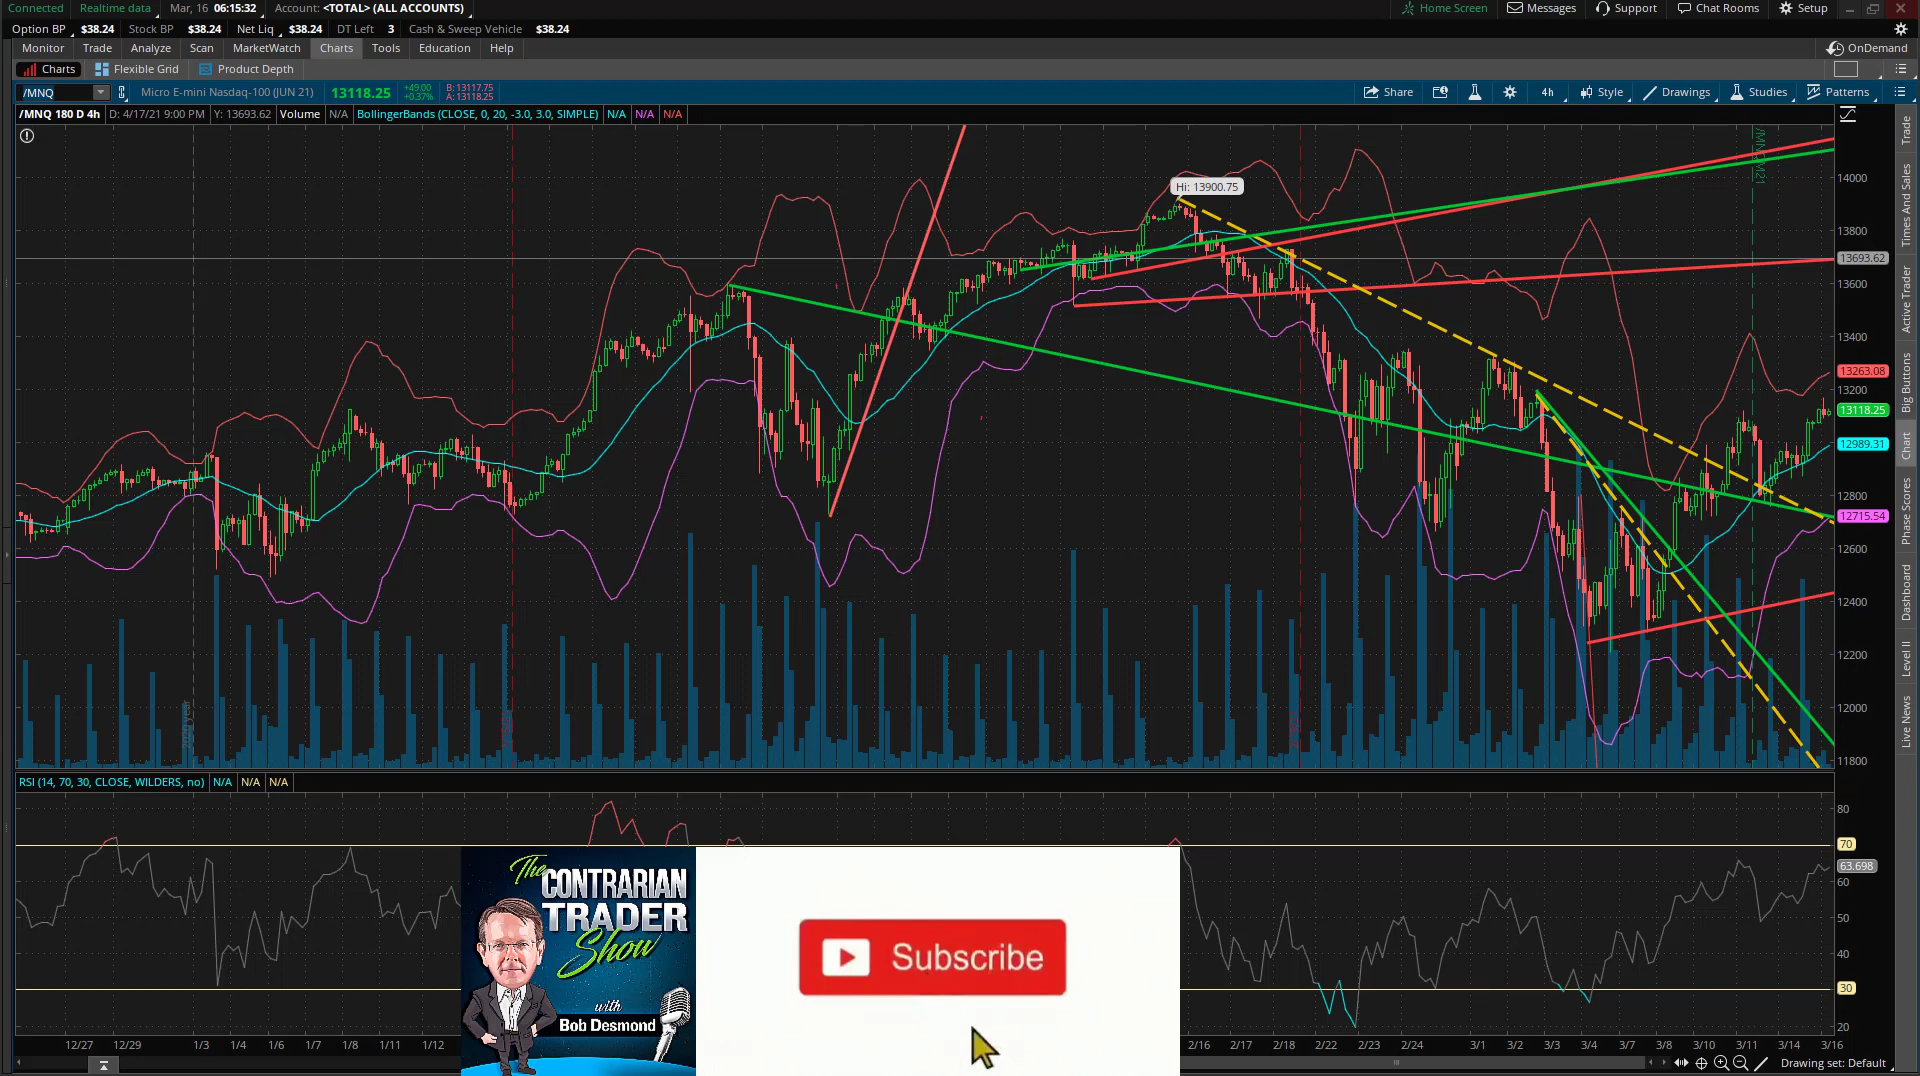 Connected Realtime data Mar, 16 06:15:32 Account: <TOTAL> (ALL ACCOUNTS) Home Screen Messages Support Chat Rooms Setup
Option BP $38.24 Stock BP $38.24 Net Liq $38.24 DT Left 3 Cash & Sweep Vehicle $38.24
Monitor Trade Analyze Scan MarketWatch Charts Tools Education Help OnDemand
Charts Flexible Grid Product Depth
/MNQ Micro E-mini Nasdaq-100 (JUN 21) 13118.25 +49.00 +0.37% B: 13117.75 A: 13118.25 Share 4h Style Drawings Studies Patterns
/MNQ 180 D 4h D: 4/17/21 9:00 PM Y: 13693.62 Volume N/A BollingerBands (CLOSE, 0, 20, -3.0, 3.0, SIMPLE) N/A N/A N/A
Hi: 13900.75
14000
13800
13693.62
13600
13400
13263.08
13200
13118.25
12989.31
12800
12715.54
12600
12400
12200
12000
11800
2020 year
Trade
Times And Sales
Active Trader
Big Buttons
Chart
Phase Scores
Dashboard
Level II
Live News
RSI (14, 70, 30, CLOSE, WILDERS, no) N/A N/A N/A
80
70
63.698
60
50
40
30
20
The
CONTRARIAN
TRADER
Show
with
Bob Desmond
Subscribe
12/27 12/29 1/3 1/4 1/6 1/7 1/8 1/11 1/12 2/16 2/17 2/18 2/22 2/23 2/24 3/1 3/2 3/3 3/4 3/7 3/8 3/10 3/11 3/14 3/16
Drawing set: Default